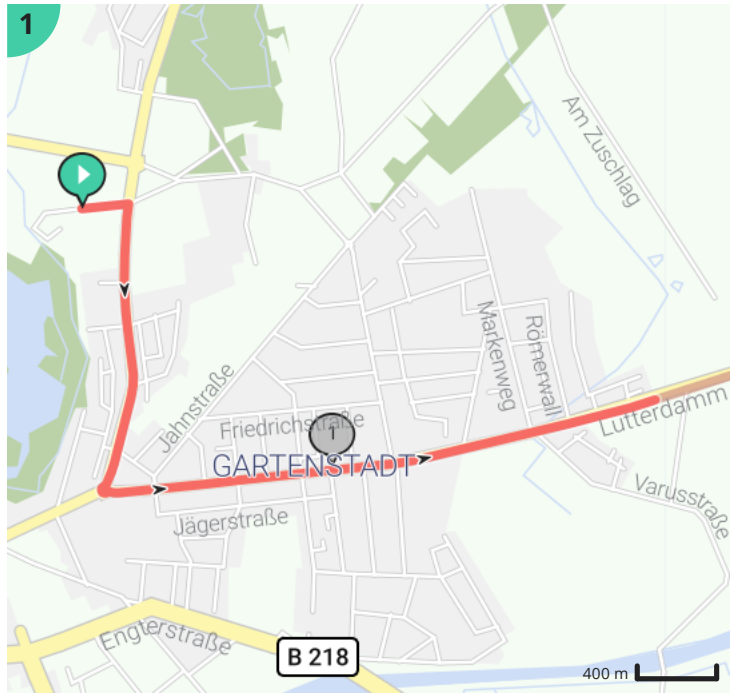 1
Am Zuschlag
Markenweg
Römerwall
Jahnstraße
Friedrichstraße
1
Lutterdamm
GARTENSTADT
Varusstraße
Jägerstraße
Engterstraße
B 218
400 m